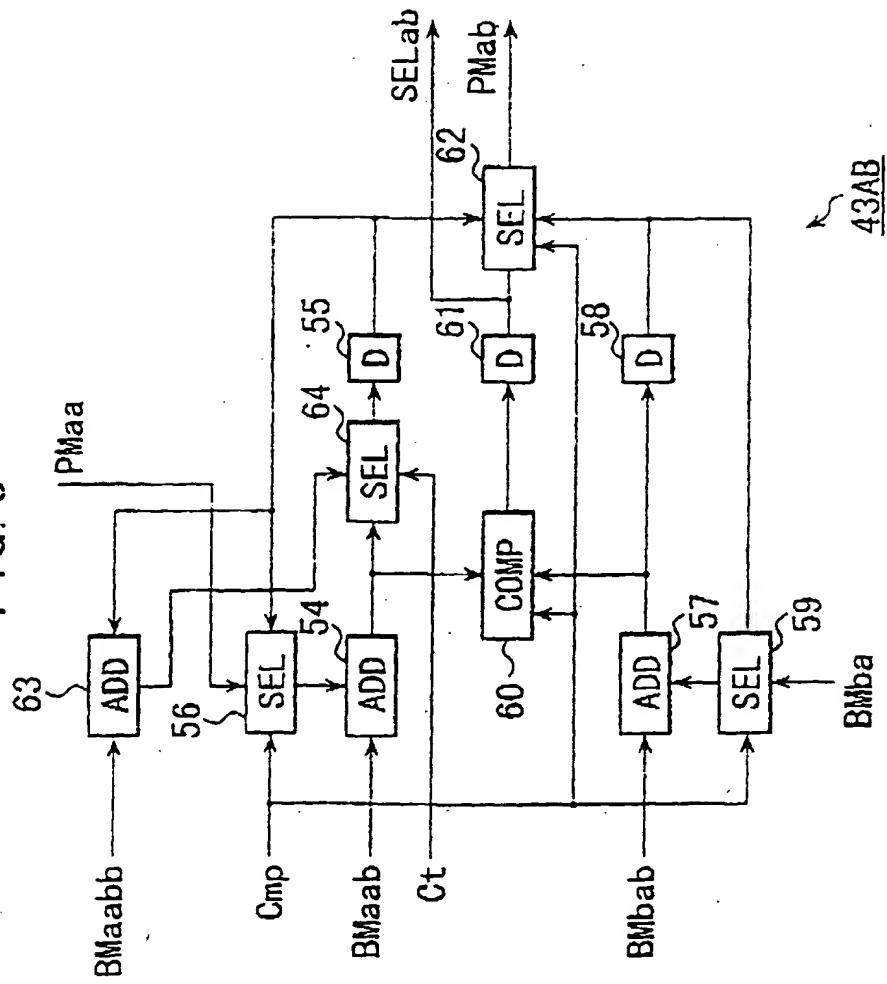 PMaa
63
ADD
BMaabb
56
SEL
Cmp
54
ADD
BMaab
Ct
64
SEL
55
D
60
COMP
61
D
62
SEL
SELab
PMab
57
ADD
BMbab
58
D
59
SEL
BMba
43AB